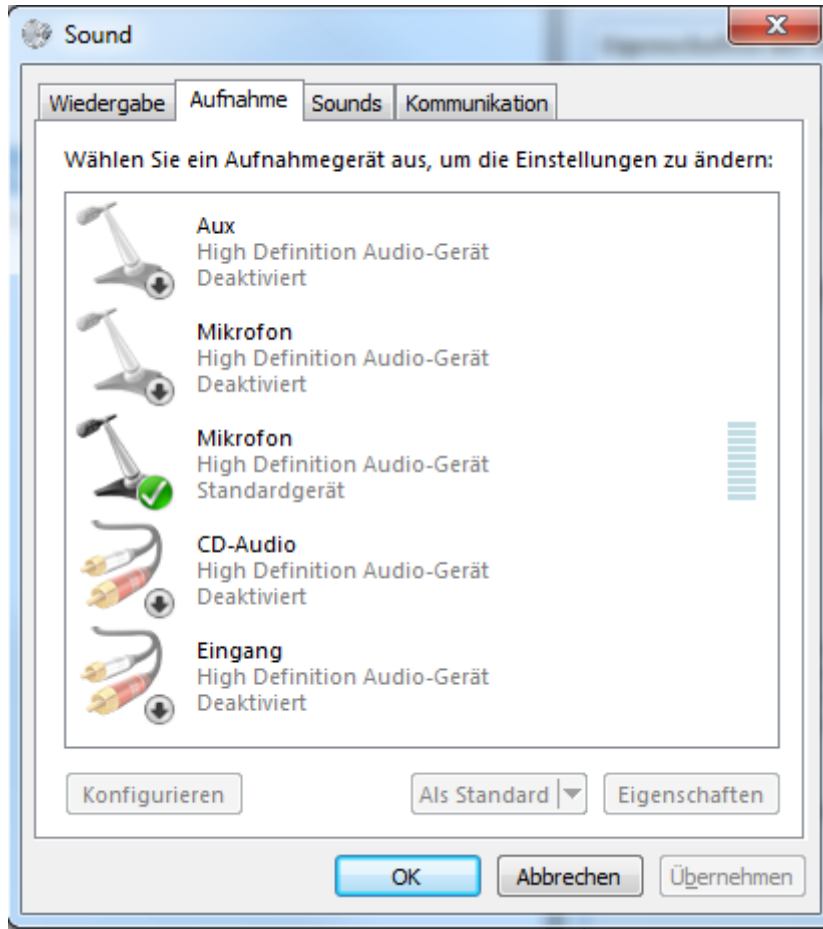 Sound
Wiedergabe Aufnahme Sounds Kommunikation
Wählen Sie ein Aufnahmegerät aus, um die Einstellungen zu ändern:
Aux
High Definition Audio-Gerät
Deaktiviert
Mikrofon
High Definition Audio-Gerät
Deaktiviert
Mikrofon
High Definition Audio-Gerät
Standardgerät
CD-Audio
High Definition Audio-Gerät
Deaktiviert
Eingang
High Definition Audio-Gerät
Deaktiviert
Konfigurieren Als Standard Eigenschaften
OK Abbrechen Übernehmen